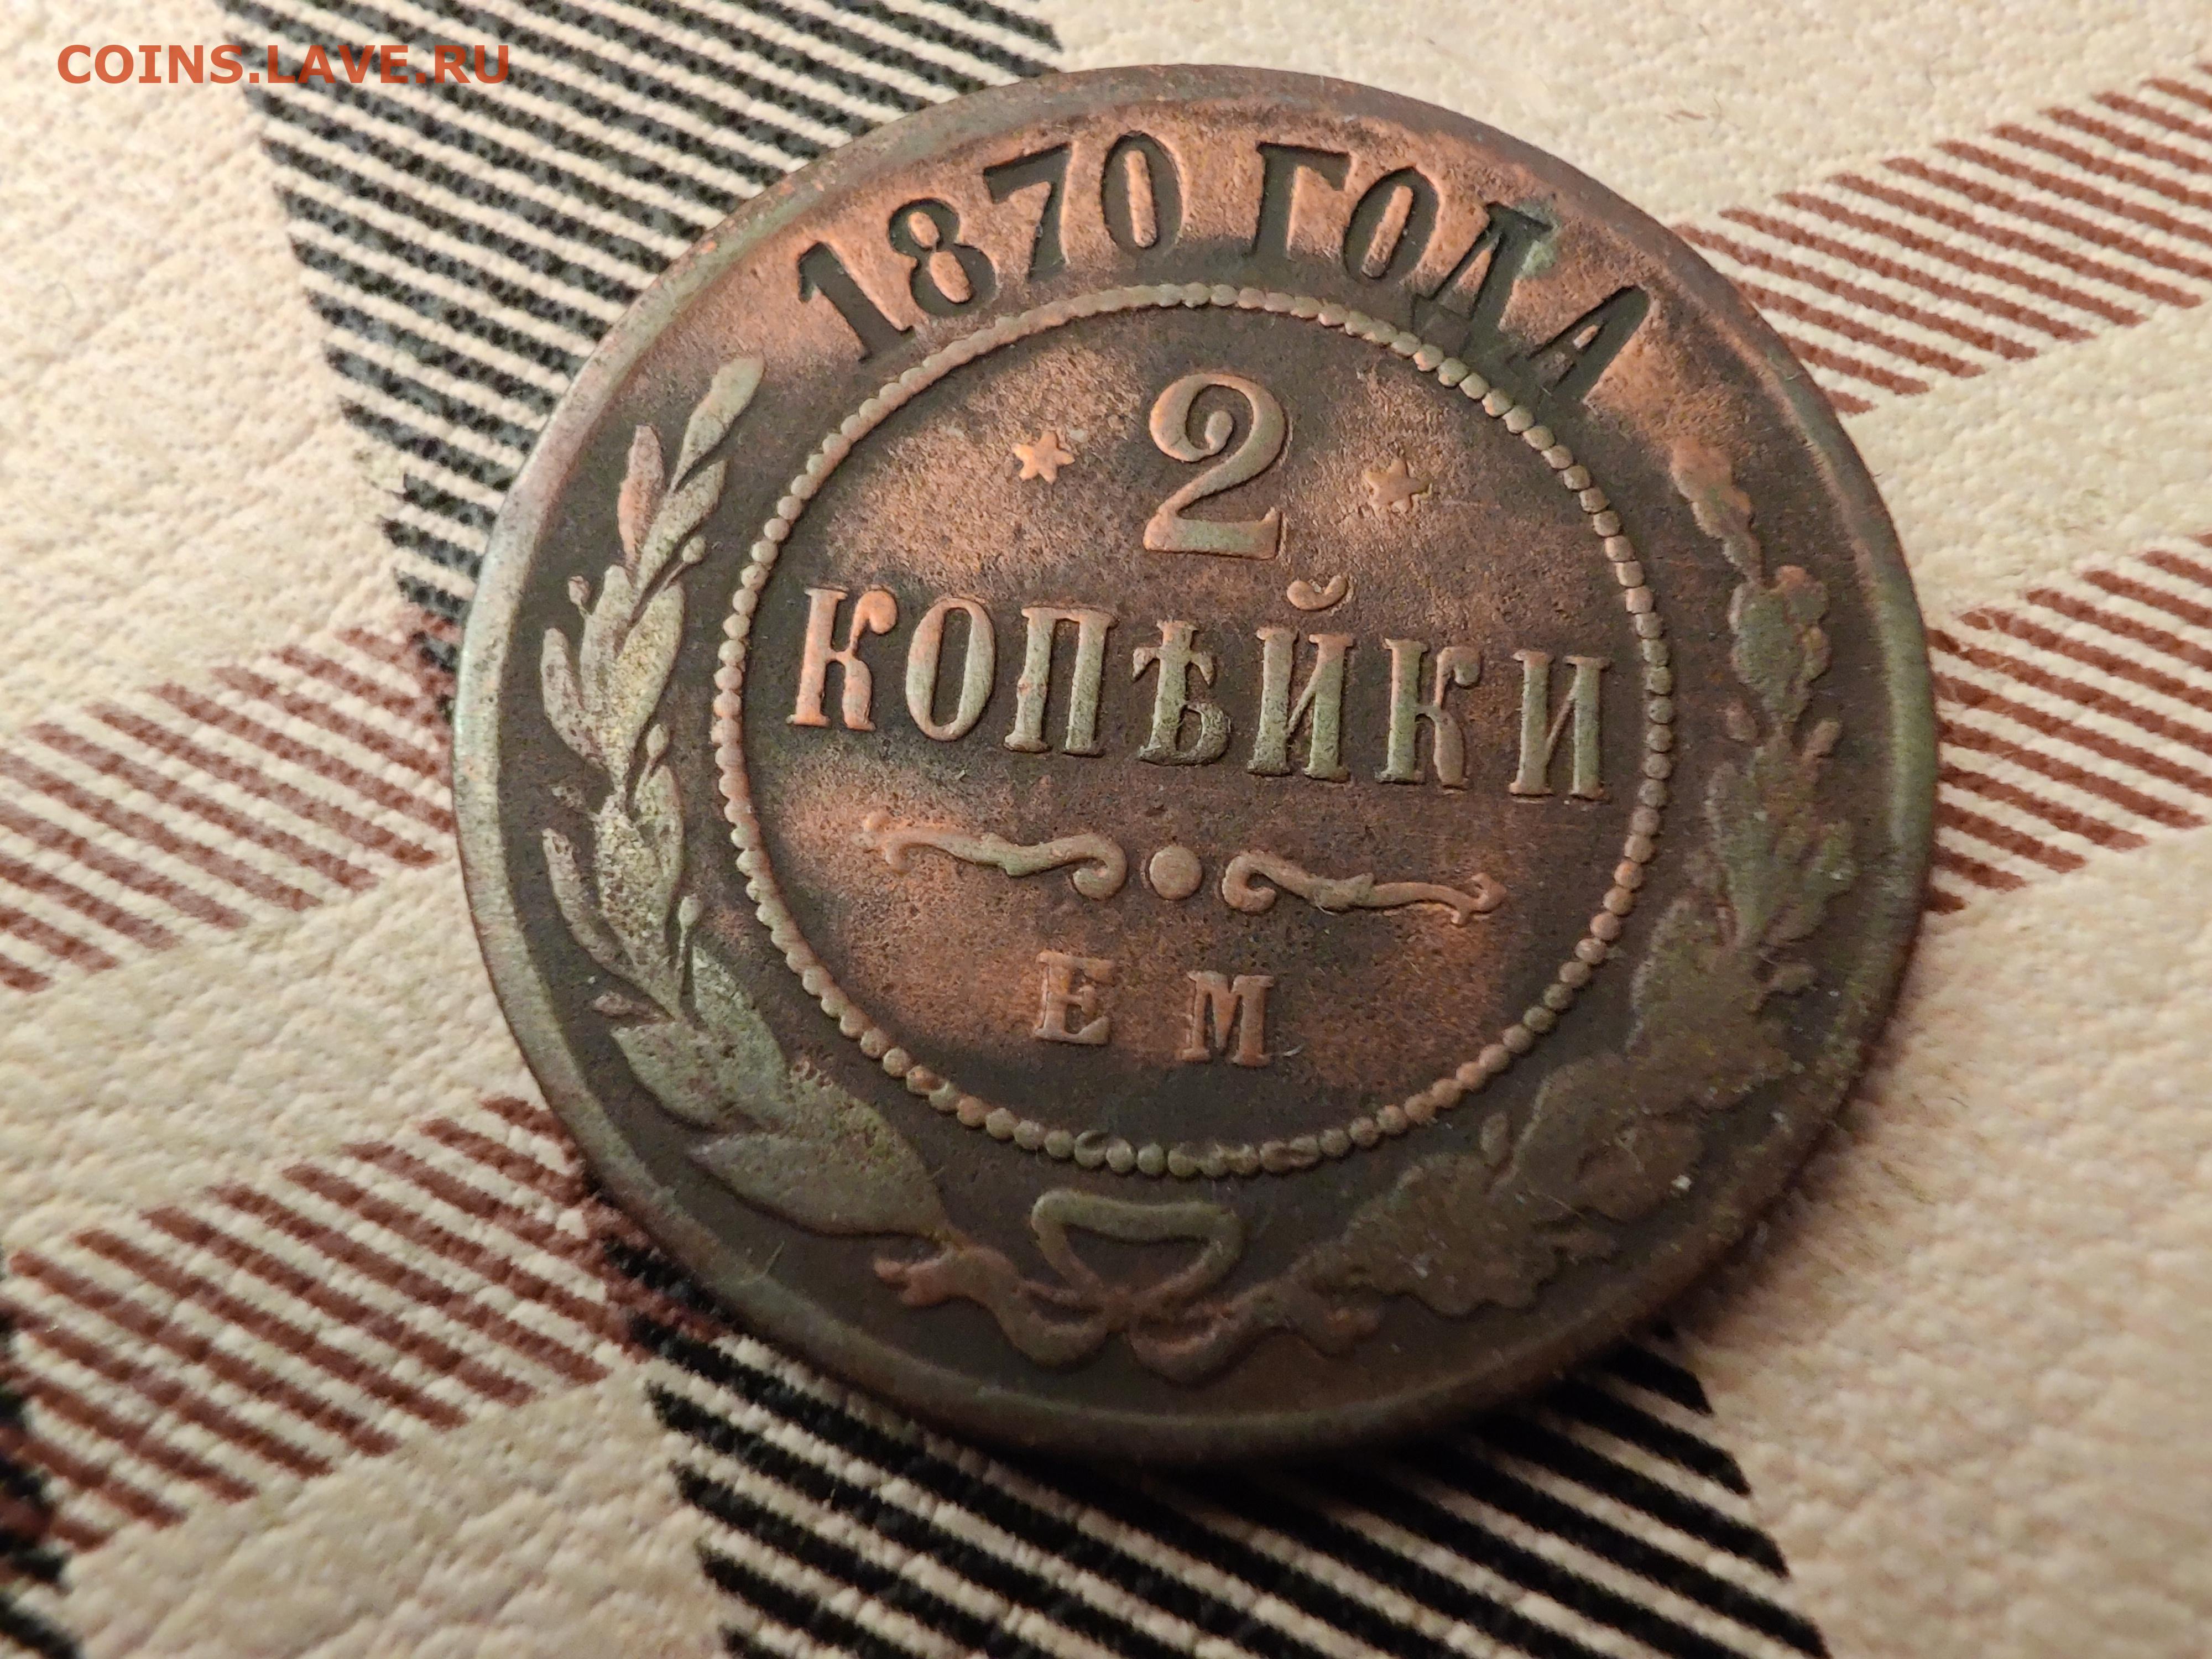 COINS.LAVE.RU
1870 ГОДА
2
КОПѢЙКИ
Е М